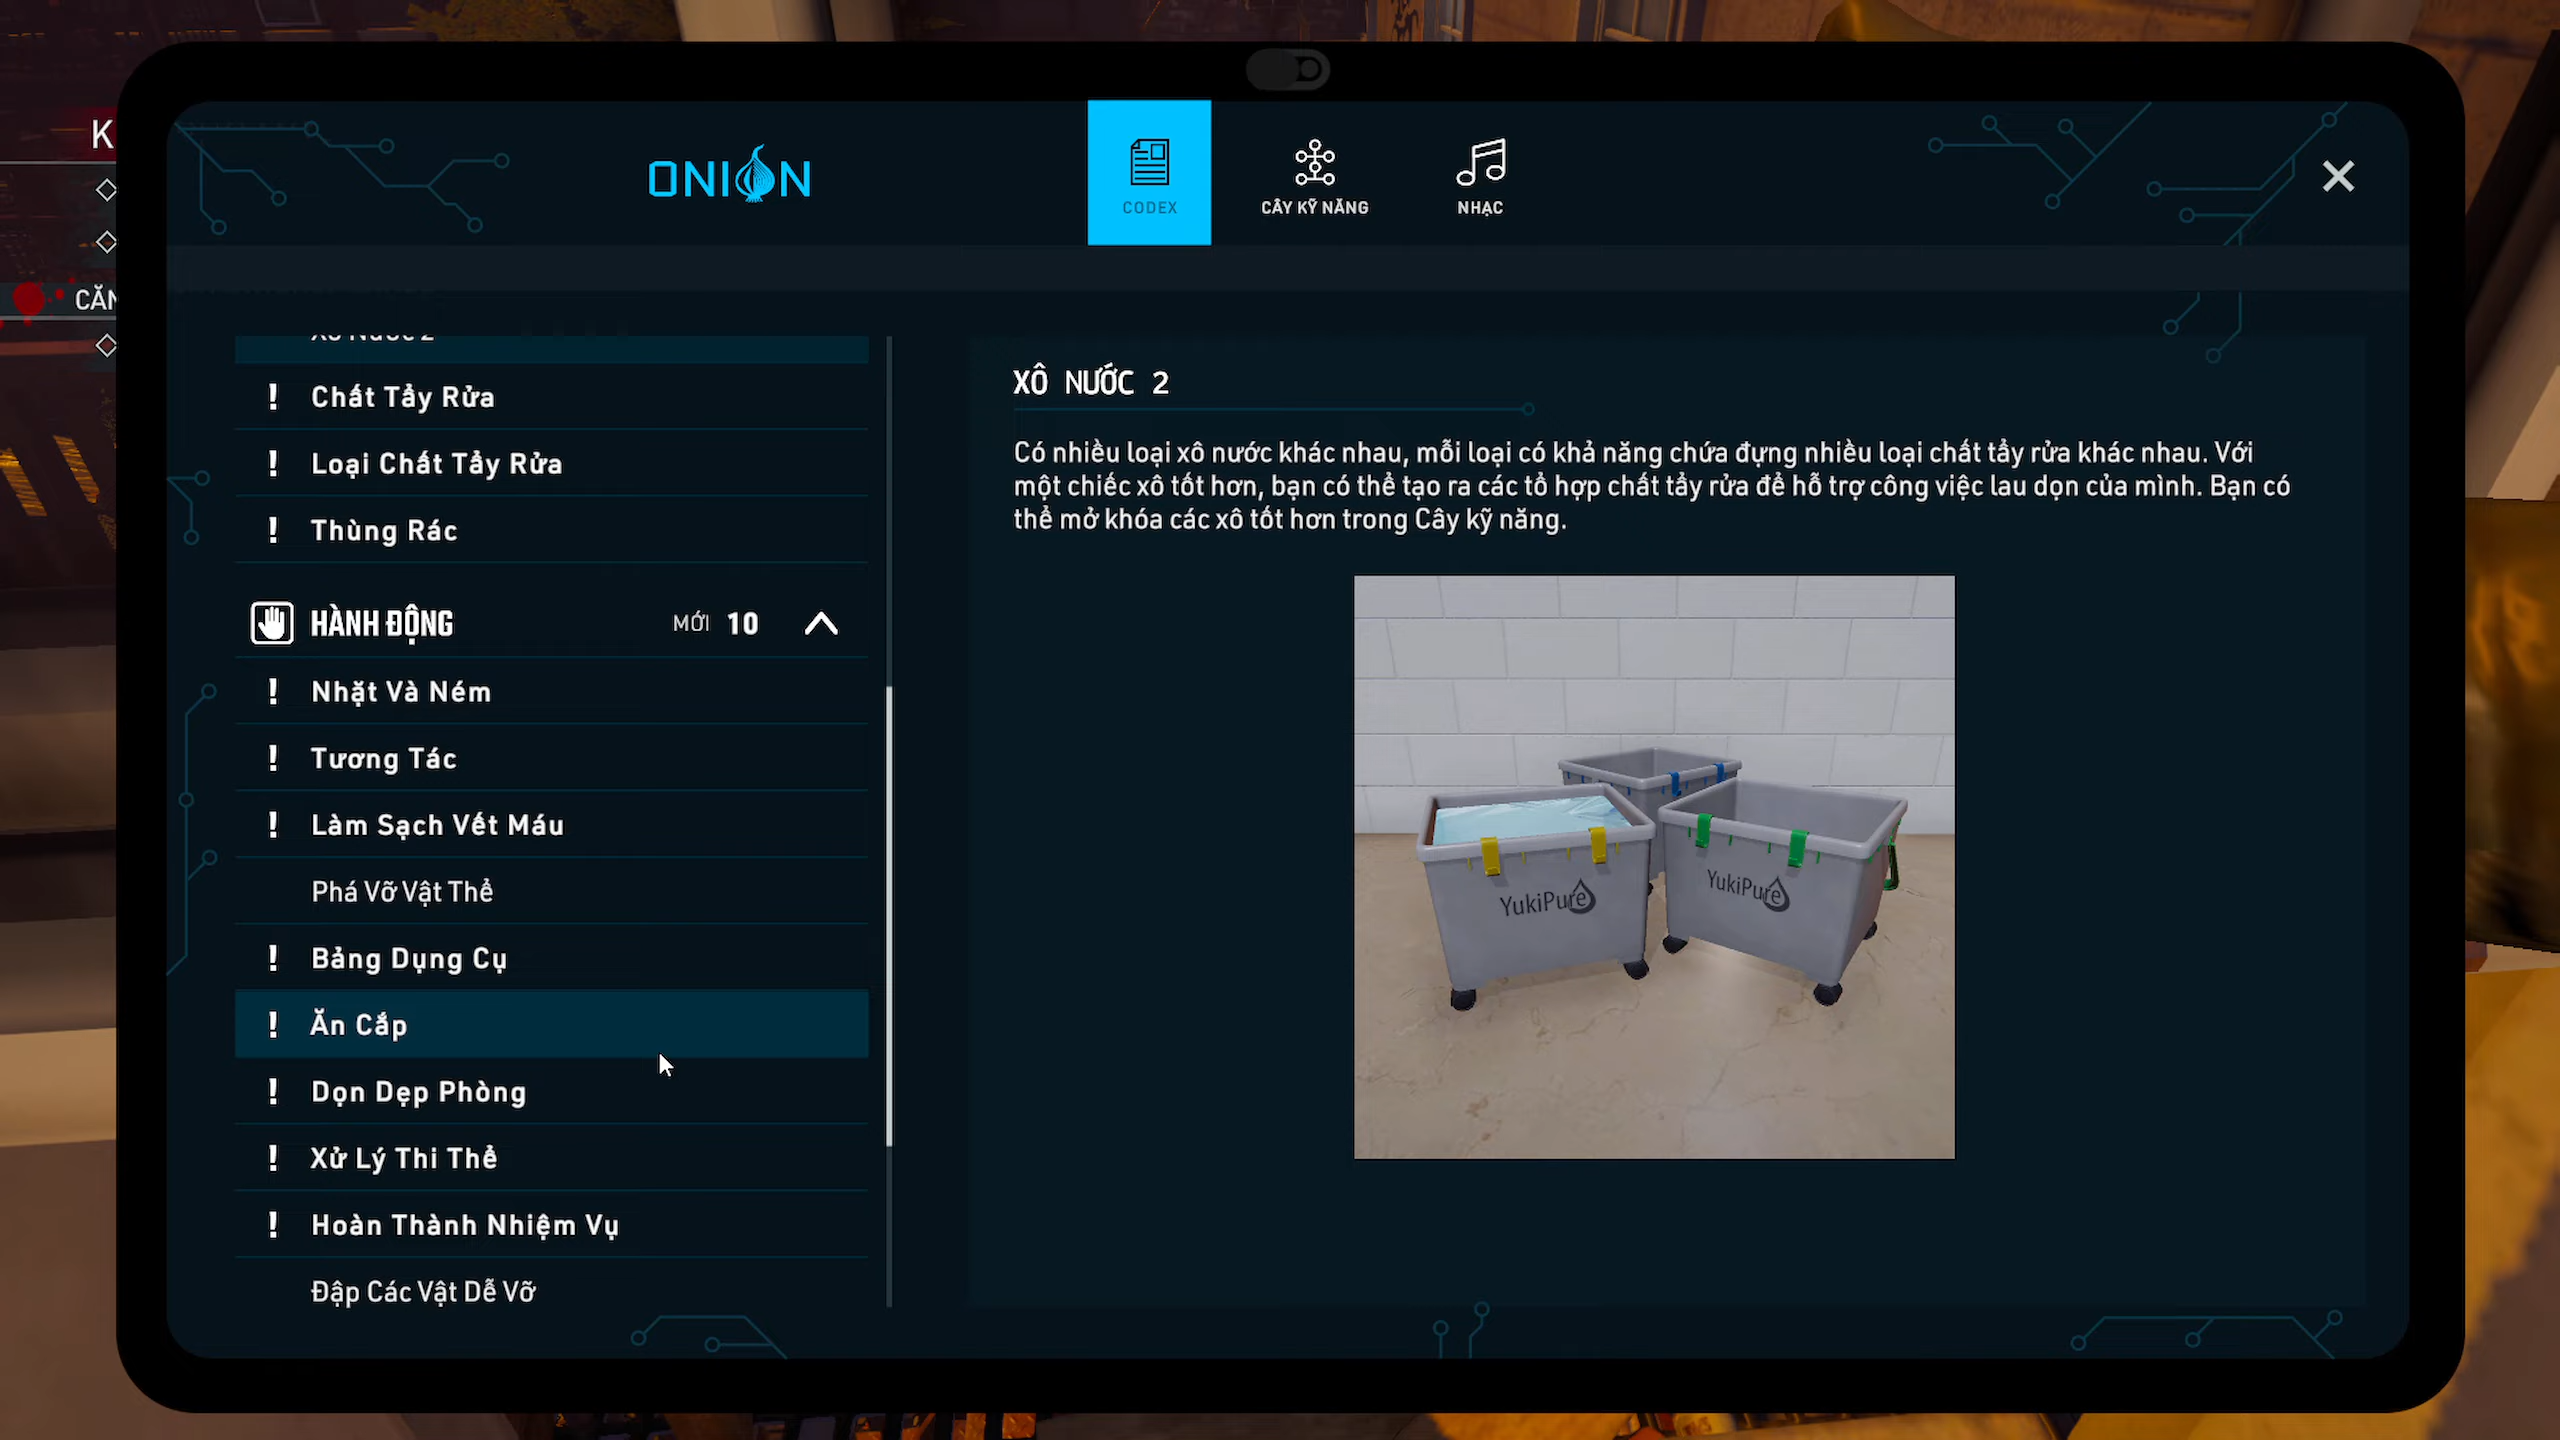 K
CĂN
ONION
CODEX
CÂY KỸ NĂNG
NHẠC
Xô Nước 2
! Chất Tẩy Rửa
! Loại Chất Tẩy Rửa
! Thùng Rác
HÀNH ĐỘNG MỚI 10
! Nhặt Và Ném
! Tương Tác
! Làm Sạch Vết Máu
Phá Vỡ Vật Thể
! Bảng Dụng Cụ
! Ăn Cắp
! Dọn Dẹp Phòng
! Xử Lý Thi Thể
! Hoàn Thành Nhiệm Vụ
Đập Các Vật Dễ Vỡ
XÔ NƯỚC 2
Có nhiều loại xô nước khác nhau, mỗi loại có khả năng chứa đựng nhiều loại chất tẩy rửa khác nhau. Với
một chiếc xô tốt hơn, bạn có thể tạo ra các tổ hợp chất tẩy rửa để hỗ trợ công việc lau dọn của mình. Bạn có
thể mở khóa các xô tốt hơn trong Cây kỹ năng.
YukiPure
YukiPure